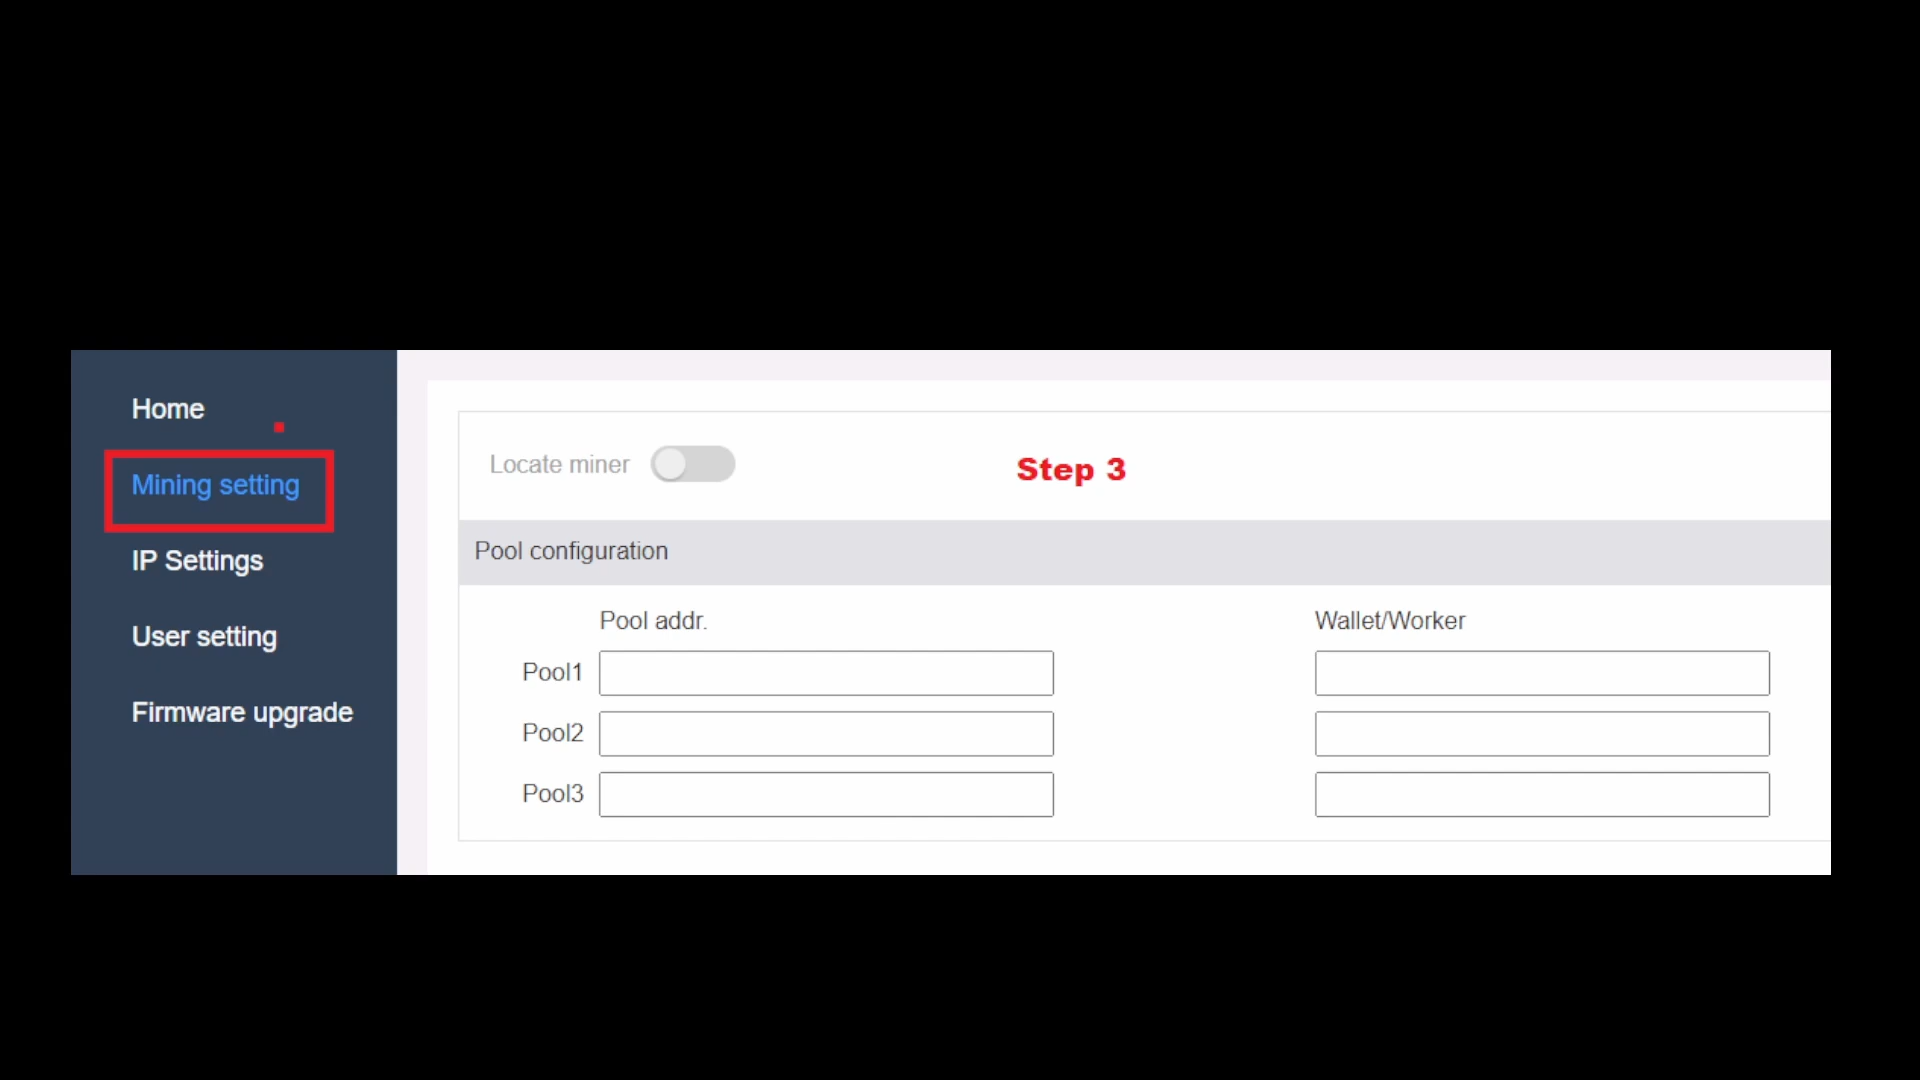 Home
Mining setting
IP Settings
User setting
Firmware upgrade
Locate miner
Step 3
Pool configuration
Pool addr.
Wallet/Worker
Pool1
Pool2
Pool3